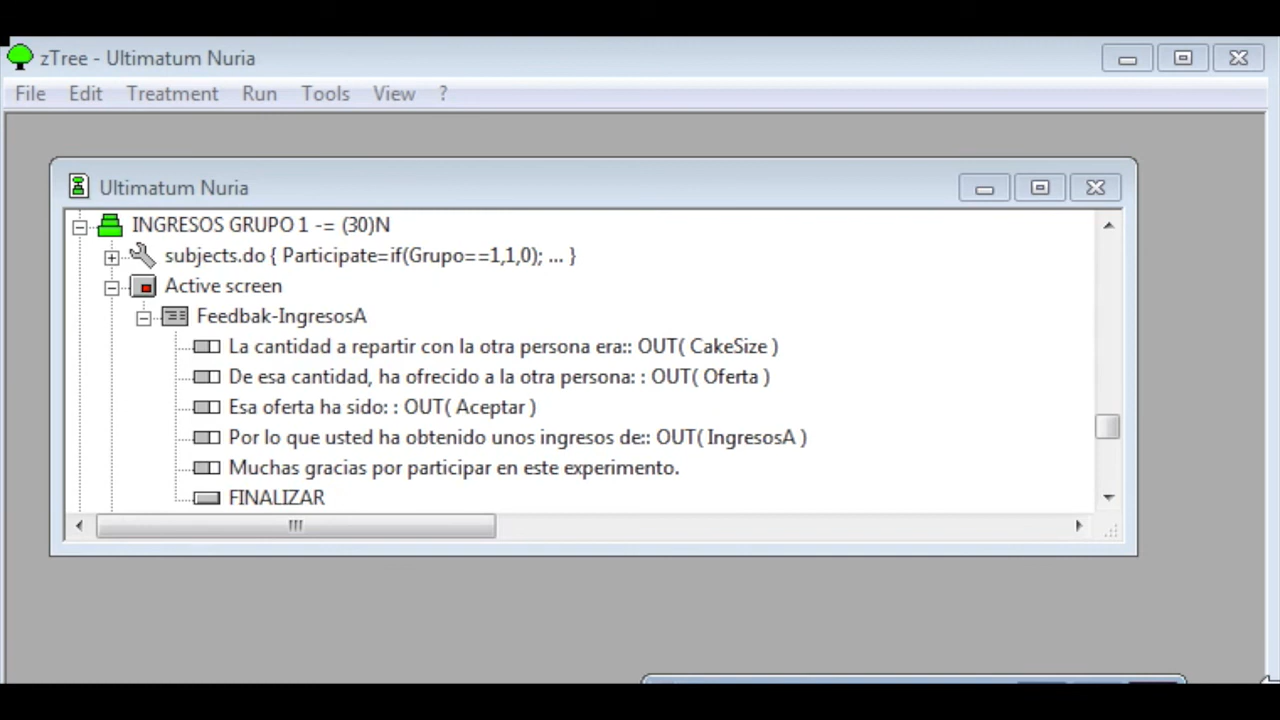 zTree - Ultimatum Nuria
File Edit Treatment Run Tools View ?
Ultimatum Nuria
INGRESOS GRUPO 1 -= (30)N
subjects.do { Participate=if(Grupo==1,1,0); ... }
Active screen
Feedbak-IngresosA
La cantidad a repartir con la otra persona era:: OUT( CakeSize )
De esa cantidad, ha ofrecido a la otra persona: : OUT( Oferta )
Esa oferta ha sido: : OUT( Aceptar )
Por lo que usted ha obtenido unos ingresos de:: OUT( IngresosA )
Muchas gracias por participar en este experimento.
FINALIZAR